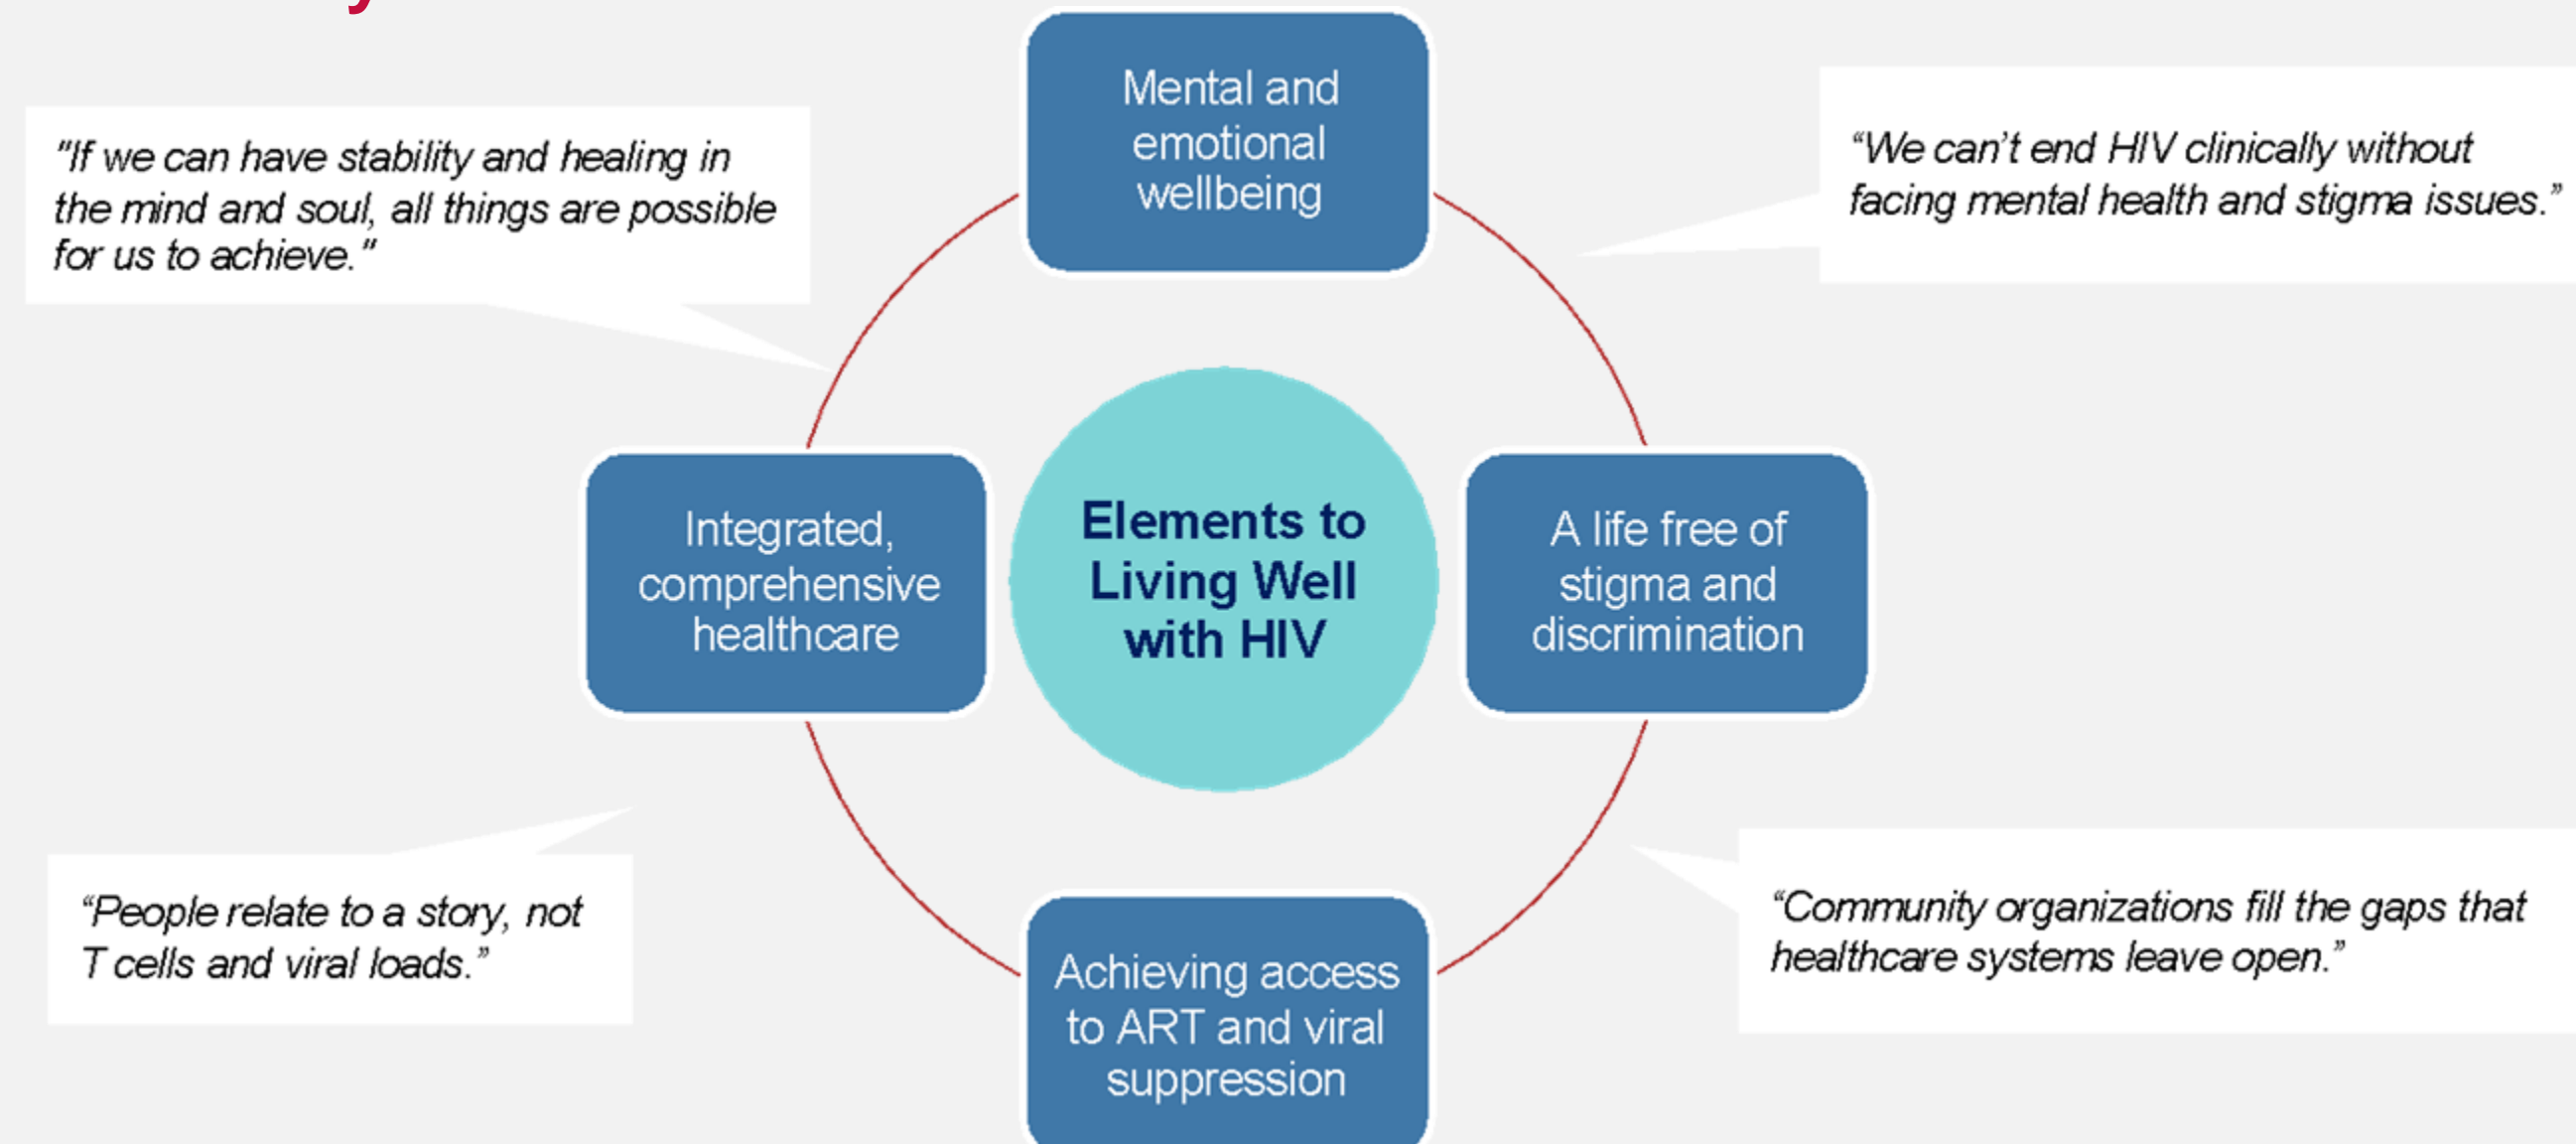 Mental and
emotional
wellbeing
"If we can have stability and healing in
the mind and soul, all things are possible
for us to achieve."
“We can’t end HIV clinically without
facing mental health and stigma issues.”
Integrated,
comprehensive
healthcare
Elements to
Living Well
with HIV
A life free of
stigma and
discrimination
“People relate to a story, not
T cells and viral loads.”
“Community organizations fill the gaps that
healthcare systems leave open.”
Achieving access
to ART and viral
suppression